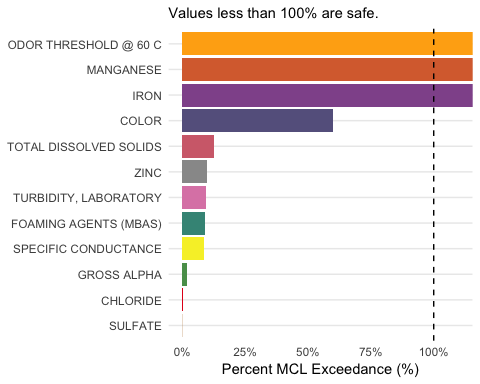 Values less than 100% are safe.
ODOR THRESHOLD @ 60 C
MANGANESE
IRON
COLOR
TOTAL DISSOLVED SOLIDS
ZINC
TURBIDITY, LABORATORY
FOAMING AGENTS (MBAS)
SPECIFIC CONDUCTANCE
GROSS ALPHA
CHLORIDE
SULFATE
0% 25% 50% 75% 100%
Percent MCL Exceedance (%)